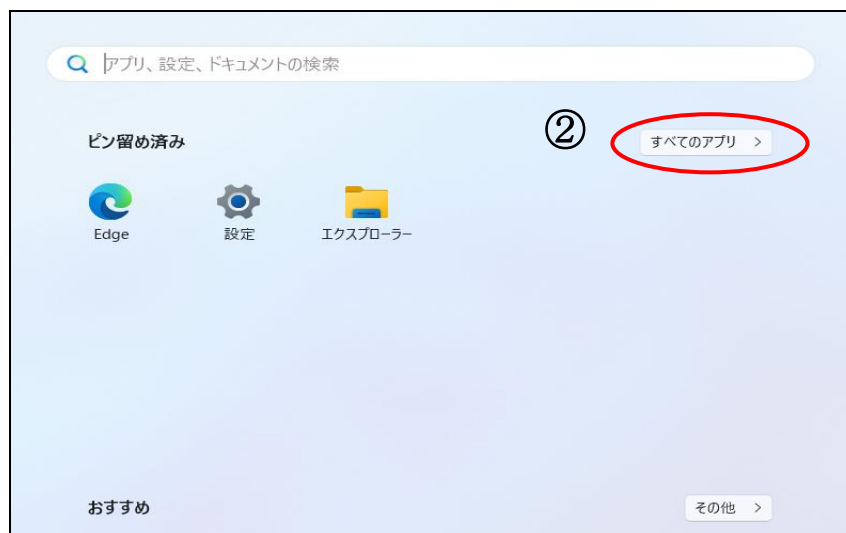 アプリ、設定、ドキュメントの検索
ピン留め済み ② すべてのアプリ >
Edge 設定 エクスプローラー
おすすめ その他 >